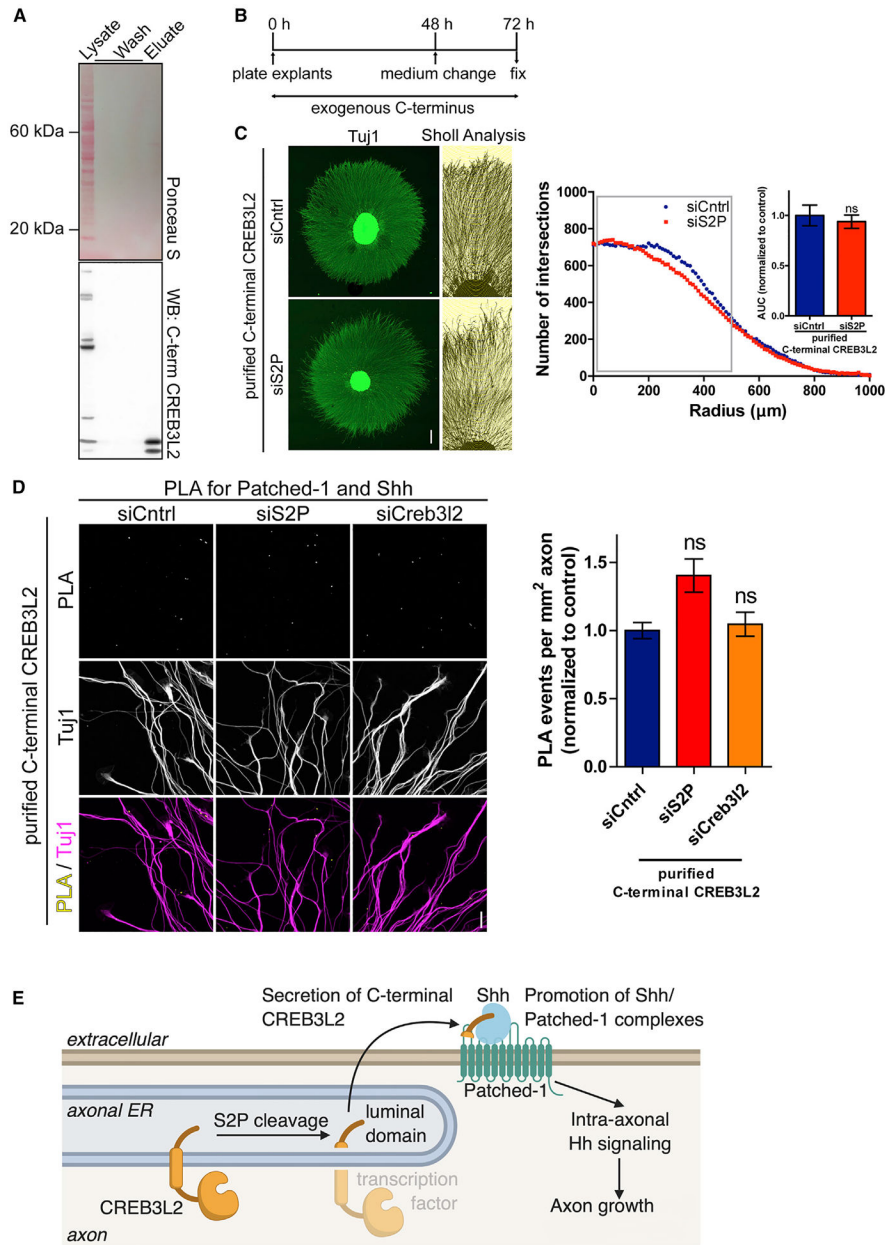 A
Lysate
Wash
Eluate
60 kDa
20 kDa
Ponceau S
WB: C-term CREB3L2
B
0 h
48 h
72 h
plate explants
medium change
fix
exogenous C-terminus
C
Tuj1
Sholl Analysis
purified C-terminal CREB3L2
siCntrl
siS2P
Number of intersections
1000
800
600
400
200
0
0
200
400
600
800
1000
Radius (µm)
siCntrl
siS2P
AUC (normalized to control)
1.0
0.5
0.0
ns
siCntrl
siS2P
purified
C-terminal CREB3L2
D
PLA for Patched-1 and Shh
siCntrl
siS2P
siCreb3l2
purified C-terminal CREB3L2
PLA
Tuj1
PLA / Tuj1
PLA events per mm² axon
(normalized to control)
1.5
1.0
0.5
0.0
ns
ns
siCntrl
siS2P
siCreb3l2
purified
C-terminal CREB3L2
E
Secretion of C-terminal
CREB3L2
Shh
Promotion of Shh/
Patched-1 complexes
extracellular
Patched-1
axonal ER
S2P cleavage
luminal
domain
Intra-axonal
Hh signaling
CREB3L2
transcription
factor
Axon growth
axon